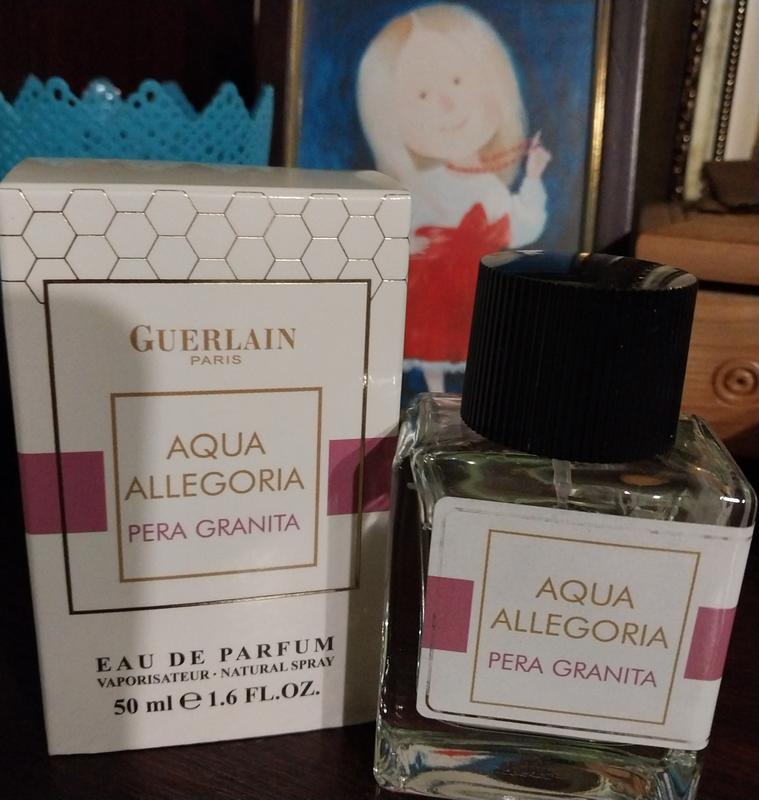 GUERLAIN
PARIS
AQUA
ALLEGORIA
PERA GRANITA
EAU DE PARFUM
VAPORISATEUR · NATURAL SPRAY
50 ml ℮ 1.6 FL.OZ.
AQUA
ALLEGORIA
PERA GRANITA